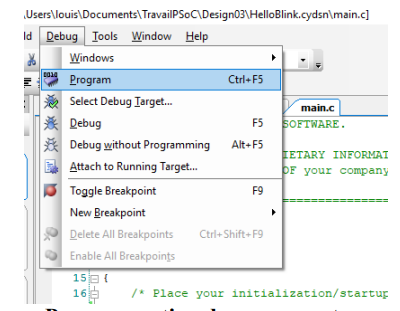 \Users\louis\Documents\TravailPSoC\Design03\HelloBlink.cydsn\main.c]
ld Debug Tools Window Help
Windows
Program Ctrl+F5
Select Debug Target...
Debug F5
Debug without Programming Alt+F5
Attach to Running Target...
Toggle Breakpoint F9
New Breakpoint
Delete All Breakpoints Ctrl+Shift+F9
Enable All Breakpoints
main.c
SOFTWARE.
IETARY INFORMAT
OF your company
===============
15 {
16 /* Place your initialization/startup